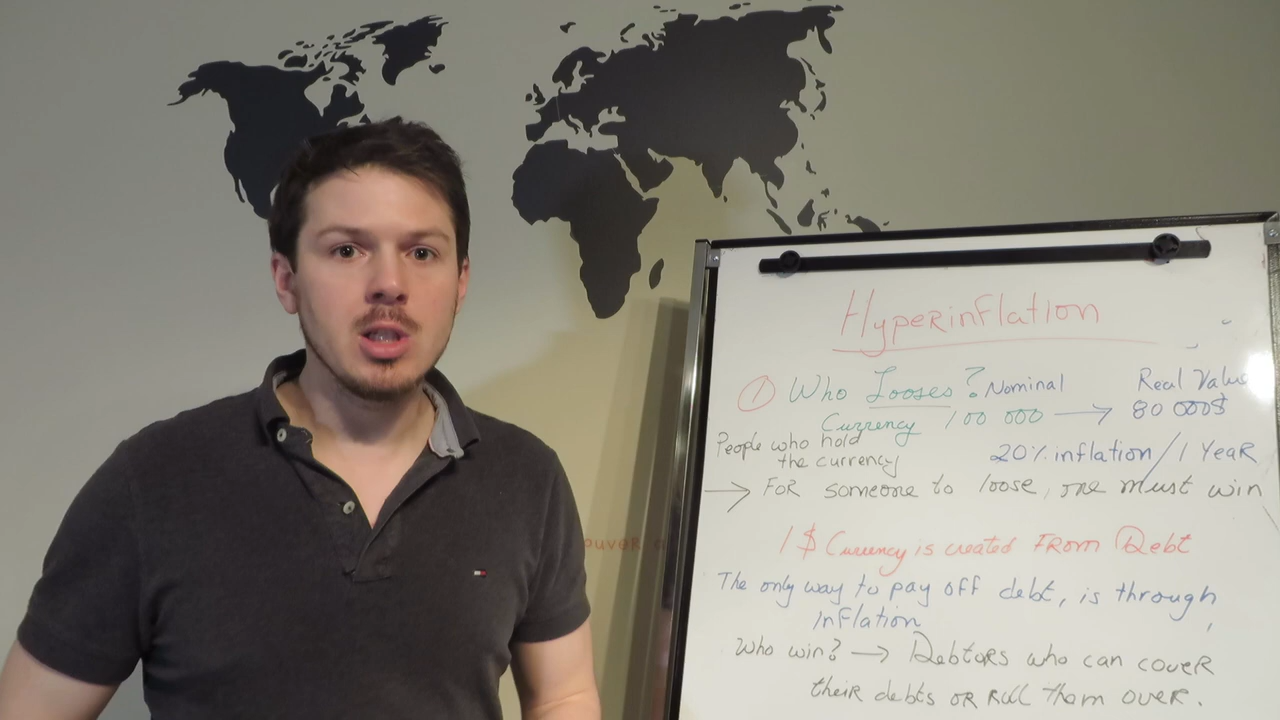 Hyperinflation
① Who Looses? Nominal Real Value
Currency 100 000 → 80 000$
People who hold
the currency 20% inflation/1 Year
→ For someone to loose, one must win
1$ Currency is created From Debt
The only way to pay off debt, is through
inflation
Who win? → Debtors who can cover
their debts or roll them over.